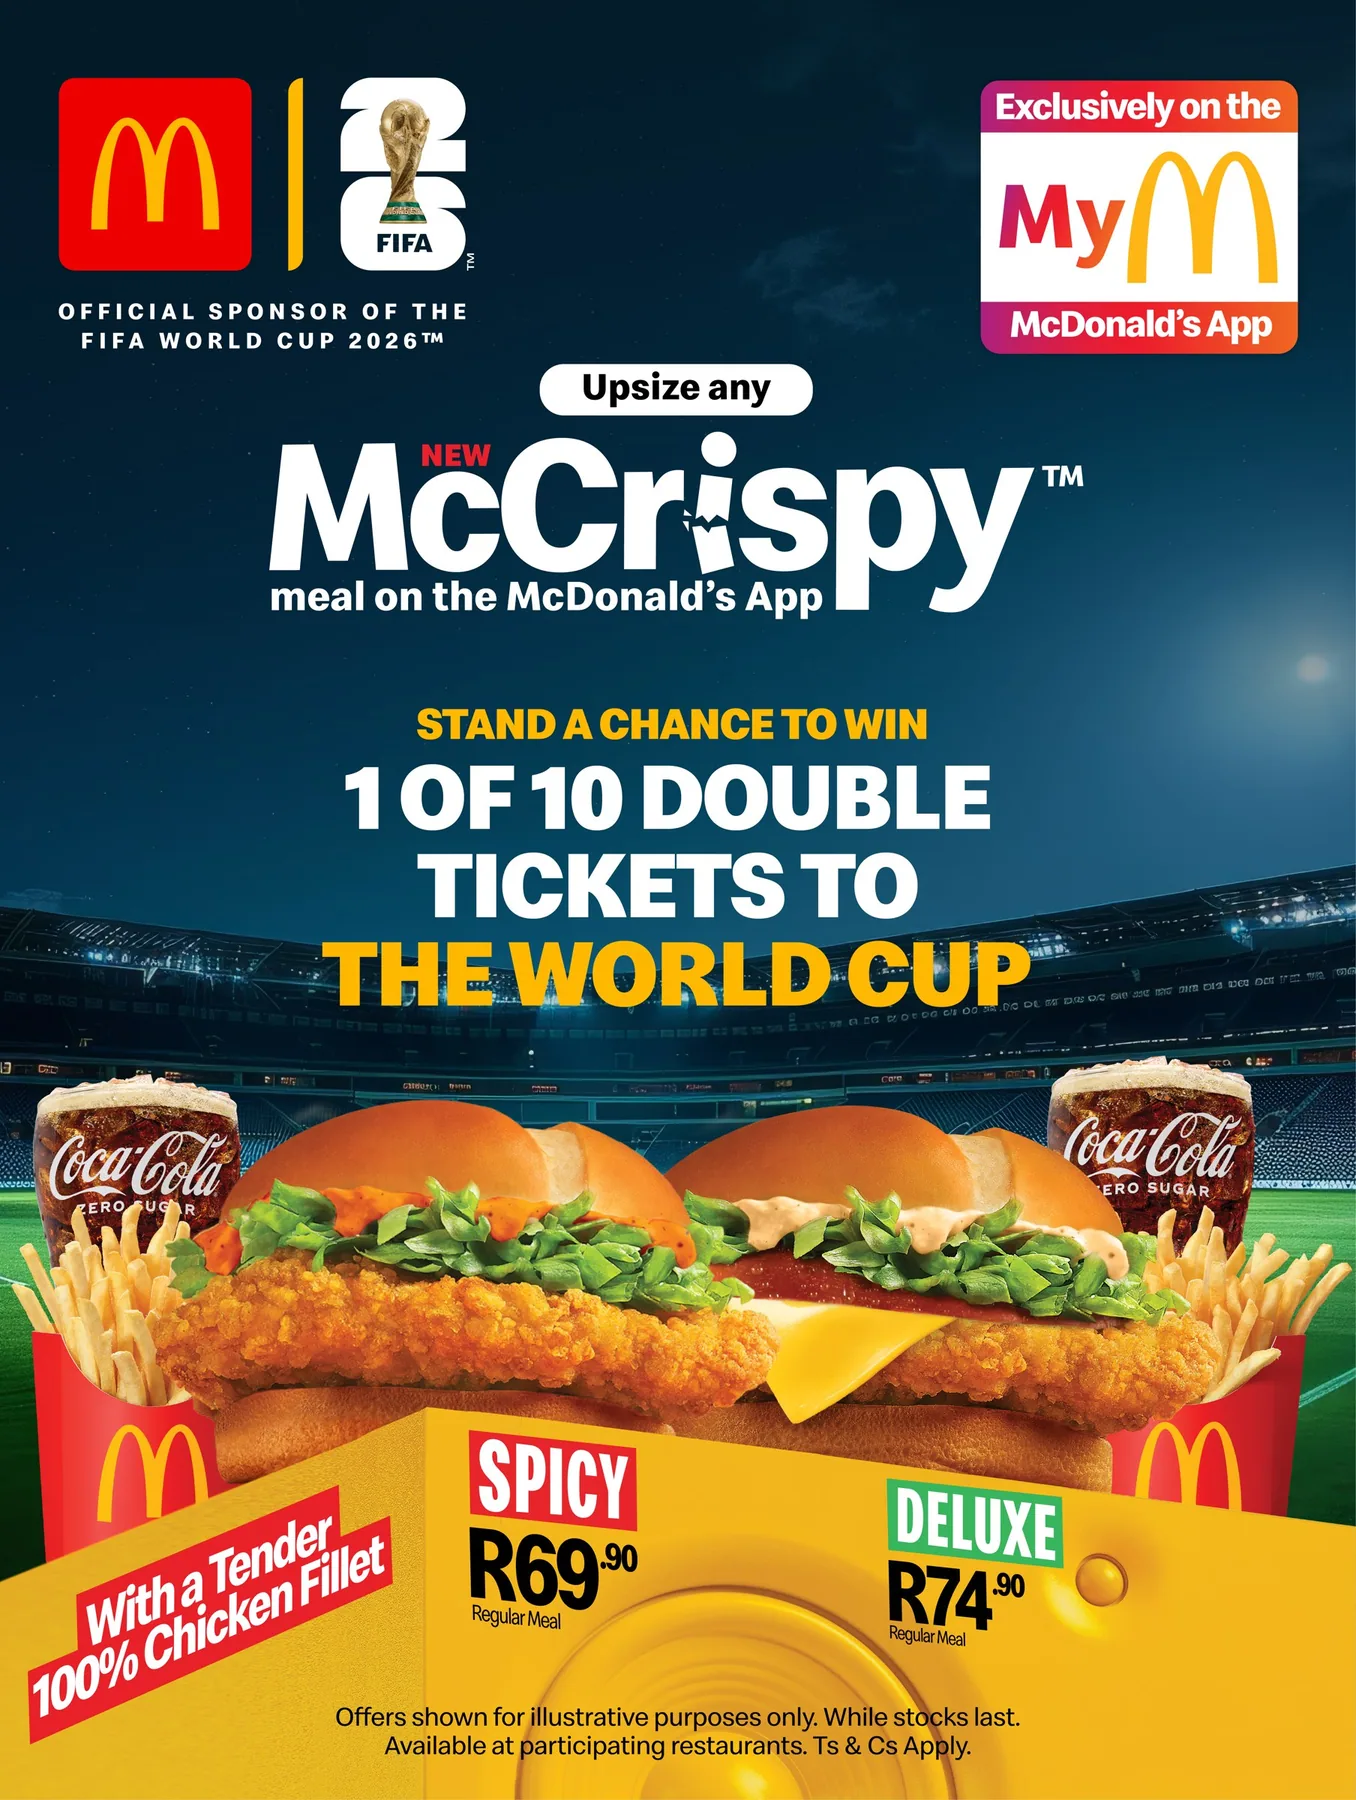 OFFICIAL SPONSOR OF THE
FIFA WORLD CUP 2026™
FIFA
TM
Exclusively on the
My
McDonald's App
Upsize any
NEW
McCrispy™
meal on the McDonald's App
STAND A CHANCE TO WIN
1 OF 10 DOUBLE
TICKETS TO
THE WORLD CUP
Coca-Cola
ZERO SUGAR
Coca-Cola
ZERO SUGAR
With a Tender
100% Chicken Fillet
SPICY
R69.90
Regular Meal
DELUXE
R74.90
Regular Meal
Offers shown for illustrative purposes only. While stocks last.
Available at participating restaurants. Ts & Cs Apply.